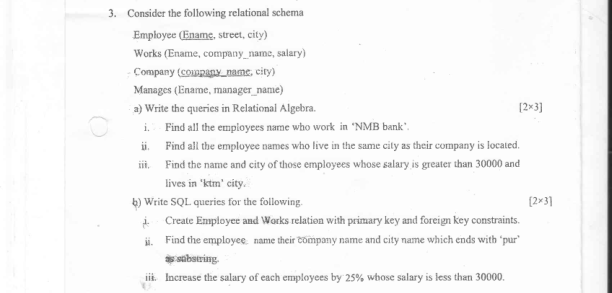 3. Consider the following relational schema
Employee (Ename, street, city)
Works (Ename, company_name, salary)
Company (company_name, city)
Manages (Ename, manager_name)
a) Write the queries in Relational Algebra. [2×3]
i. Find all the employees name who work in 'NMB bank'.
ii. Find all the employee names who live in the same city as their company is located.
iii. Find the name and city of those employees whose salary is greater than 30000 and
lives in 'ktm' city.
b) Write SQL queries for the following. [2×3]
i. Create Employee and Works relation with primary key and foreign key constraints.
ii. Find the employee name their company name and city name which ends with 'pur'
as substring.
iii. Increase the salary of each employees by 25% whose salary is less than 30000.